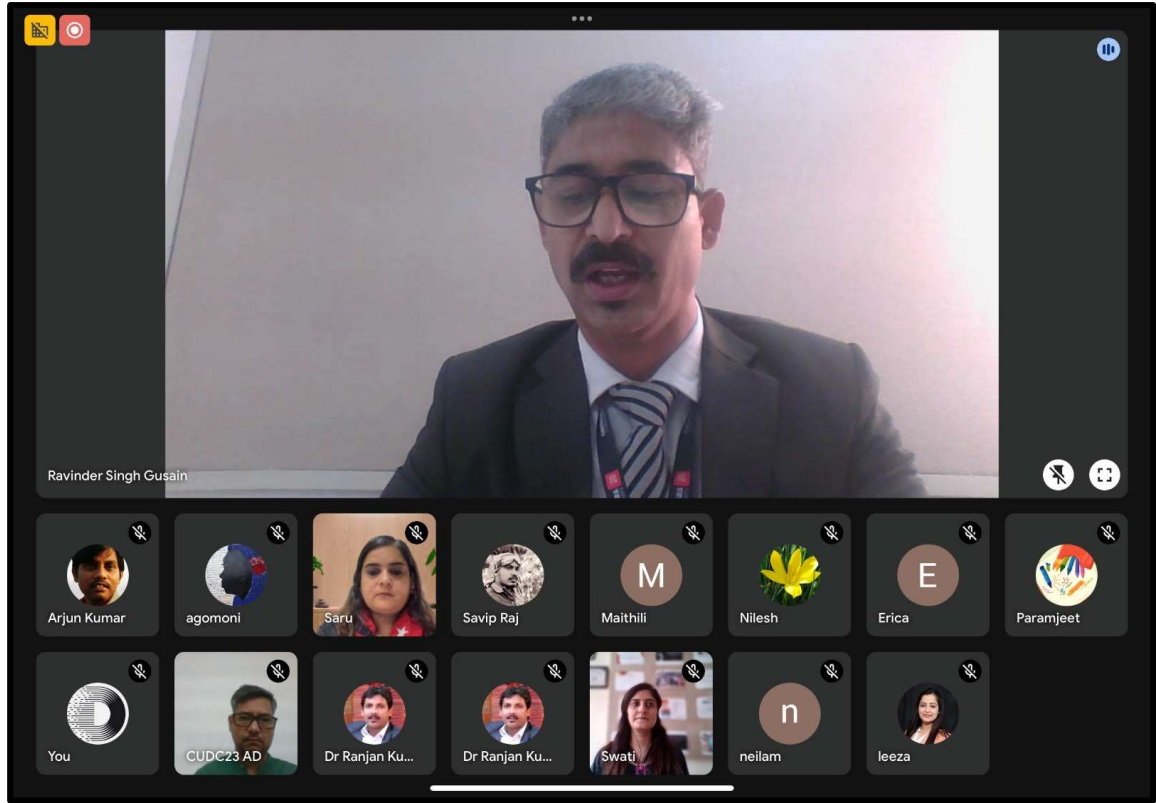 Ravinder Singh Gusain
Arjun Kumar
agomoni
Saru
Savip Raj
M
Maithili
Nilesh
E
Erica
Paramjeet
You
CUDC23 AD
Dr Ranjan Ku...
Dr Ranjan Ku...
Swati
n
neilam
leeza